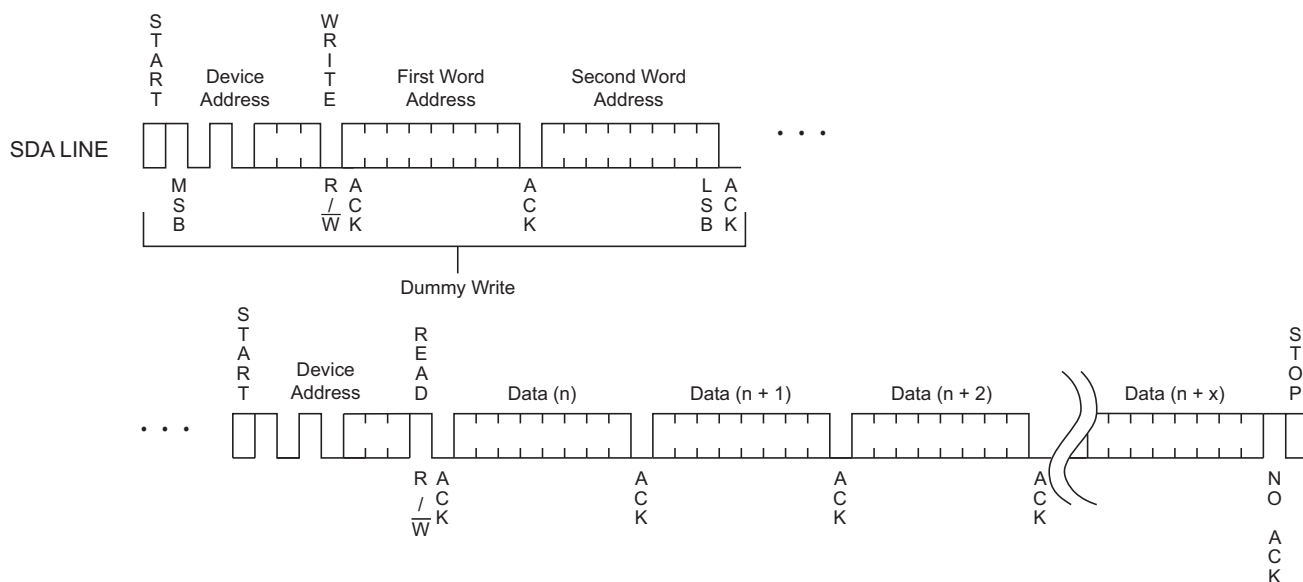 START
WRITE
Device
Address
First Word
Address
Second Word
Address
SDA LINE
. . .
MSB
R/W
ACK
ACK
LSB
ACK
Dummy Write
START
READ
STOP
Device
Address
Data (n)
Data (n + 1)
Data (n + 2)
Data (n + x)
. . .
R/W
ACK
ACK
ACK
ACK
NO ACK